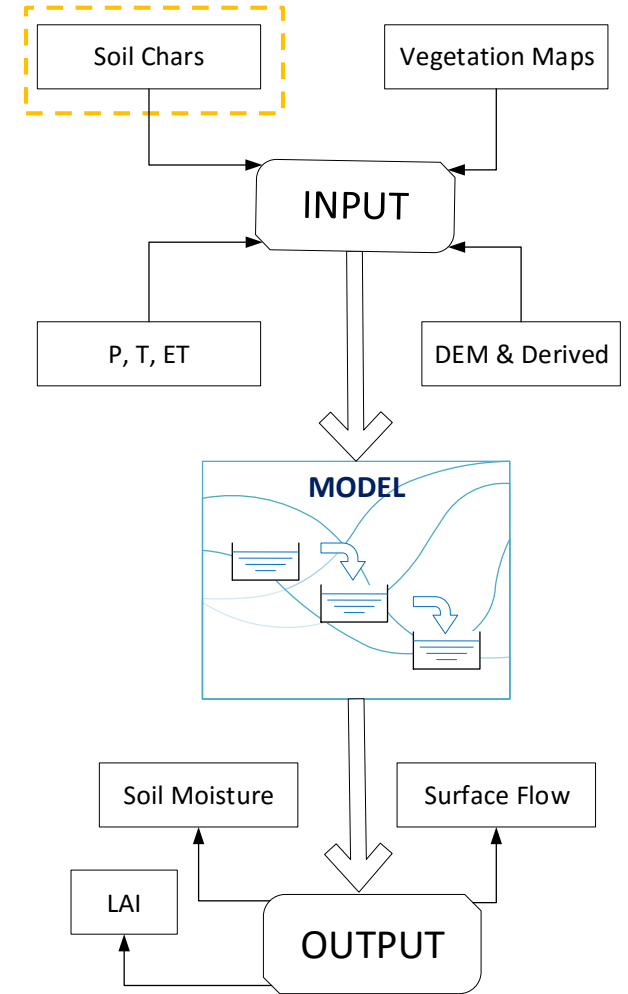 Soil Chars
Vegetation Maps
INPUT
P, T, ET
DEM & Derived
MODEL
Soil Moisture
Surface Flow
LAI
OUTPUT